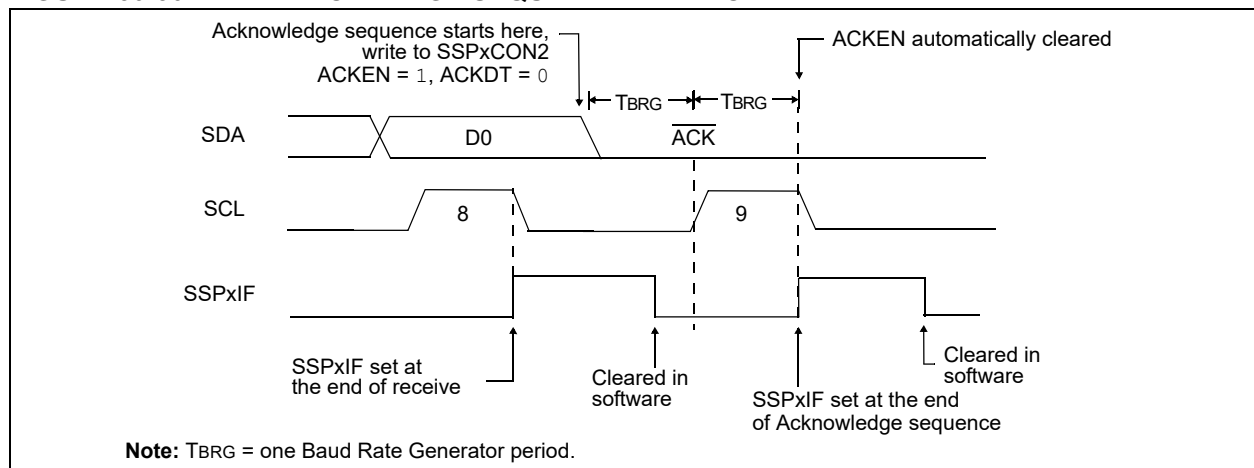 Acknowledge sequence starts here,
write to SSPxCON2
ACKEN = 1, ACKDT = 0
ACKEN automatically cleared
TBRG
TBRG
SDA
D0
ACK
SCL
8
9
SSPxIF
SSPxIF set at
the end of receive
Cleared in
software
SSPxIF set at the end
of Acknowledge sequence
Cleared in
software
Note: TBRG = one Baud Rate Generator period.